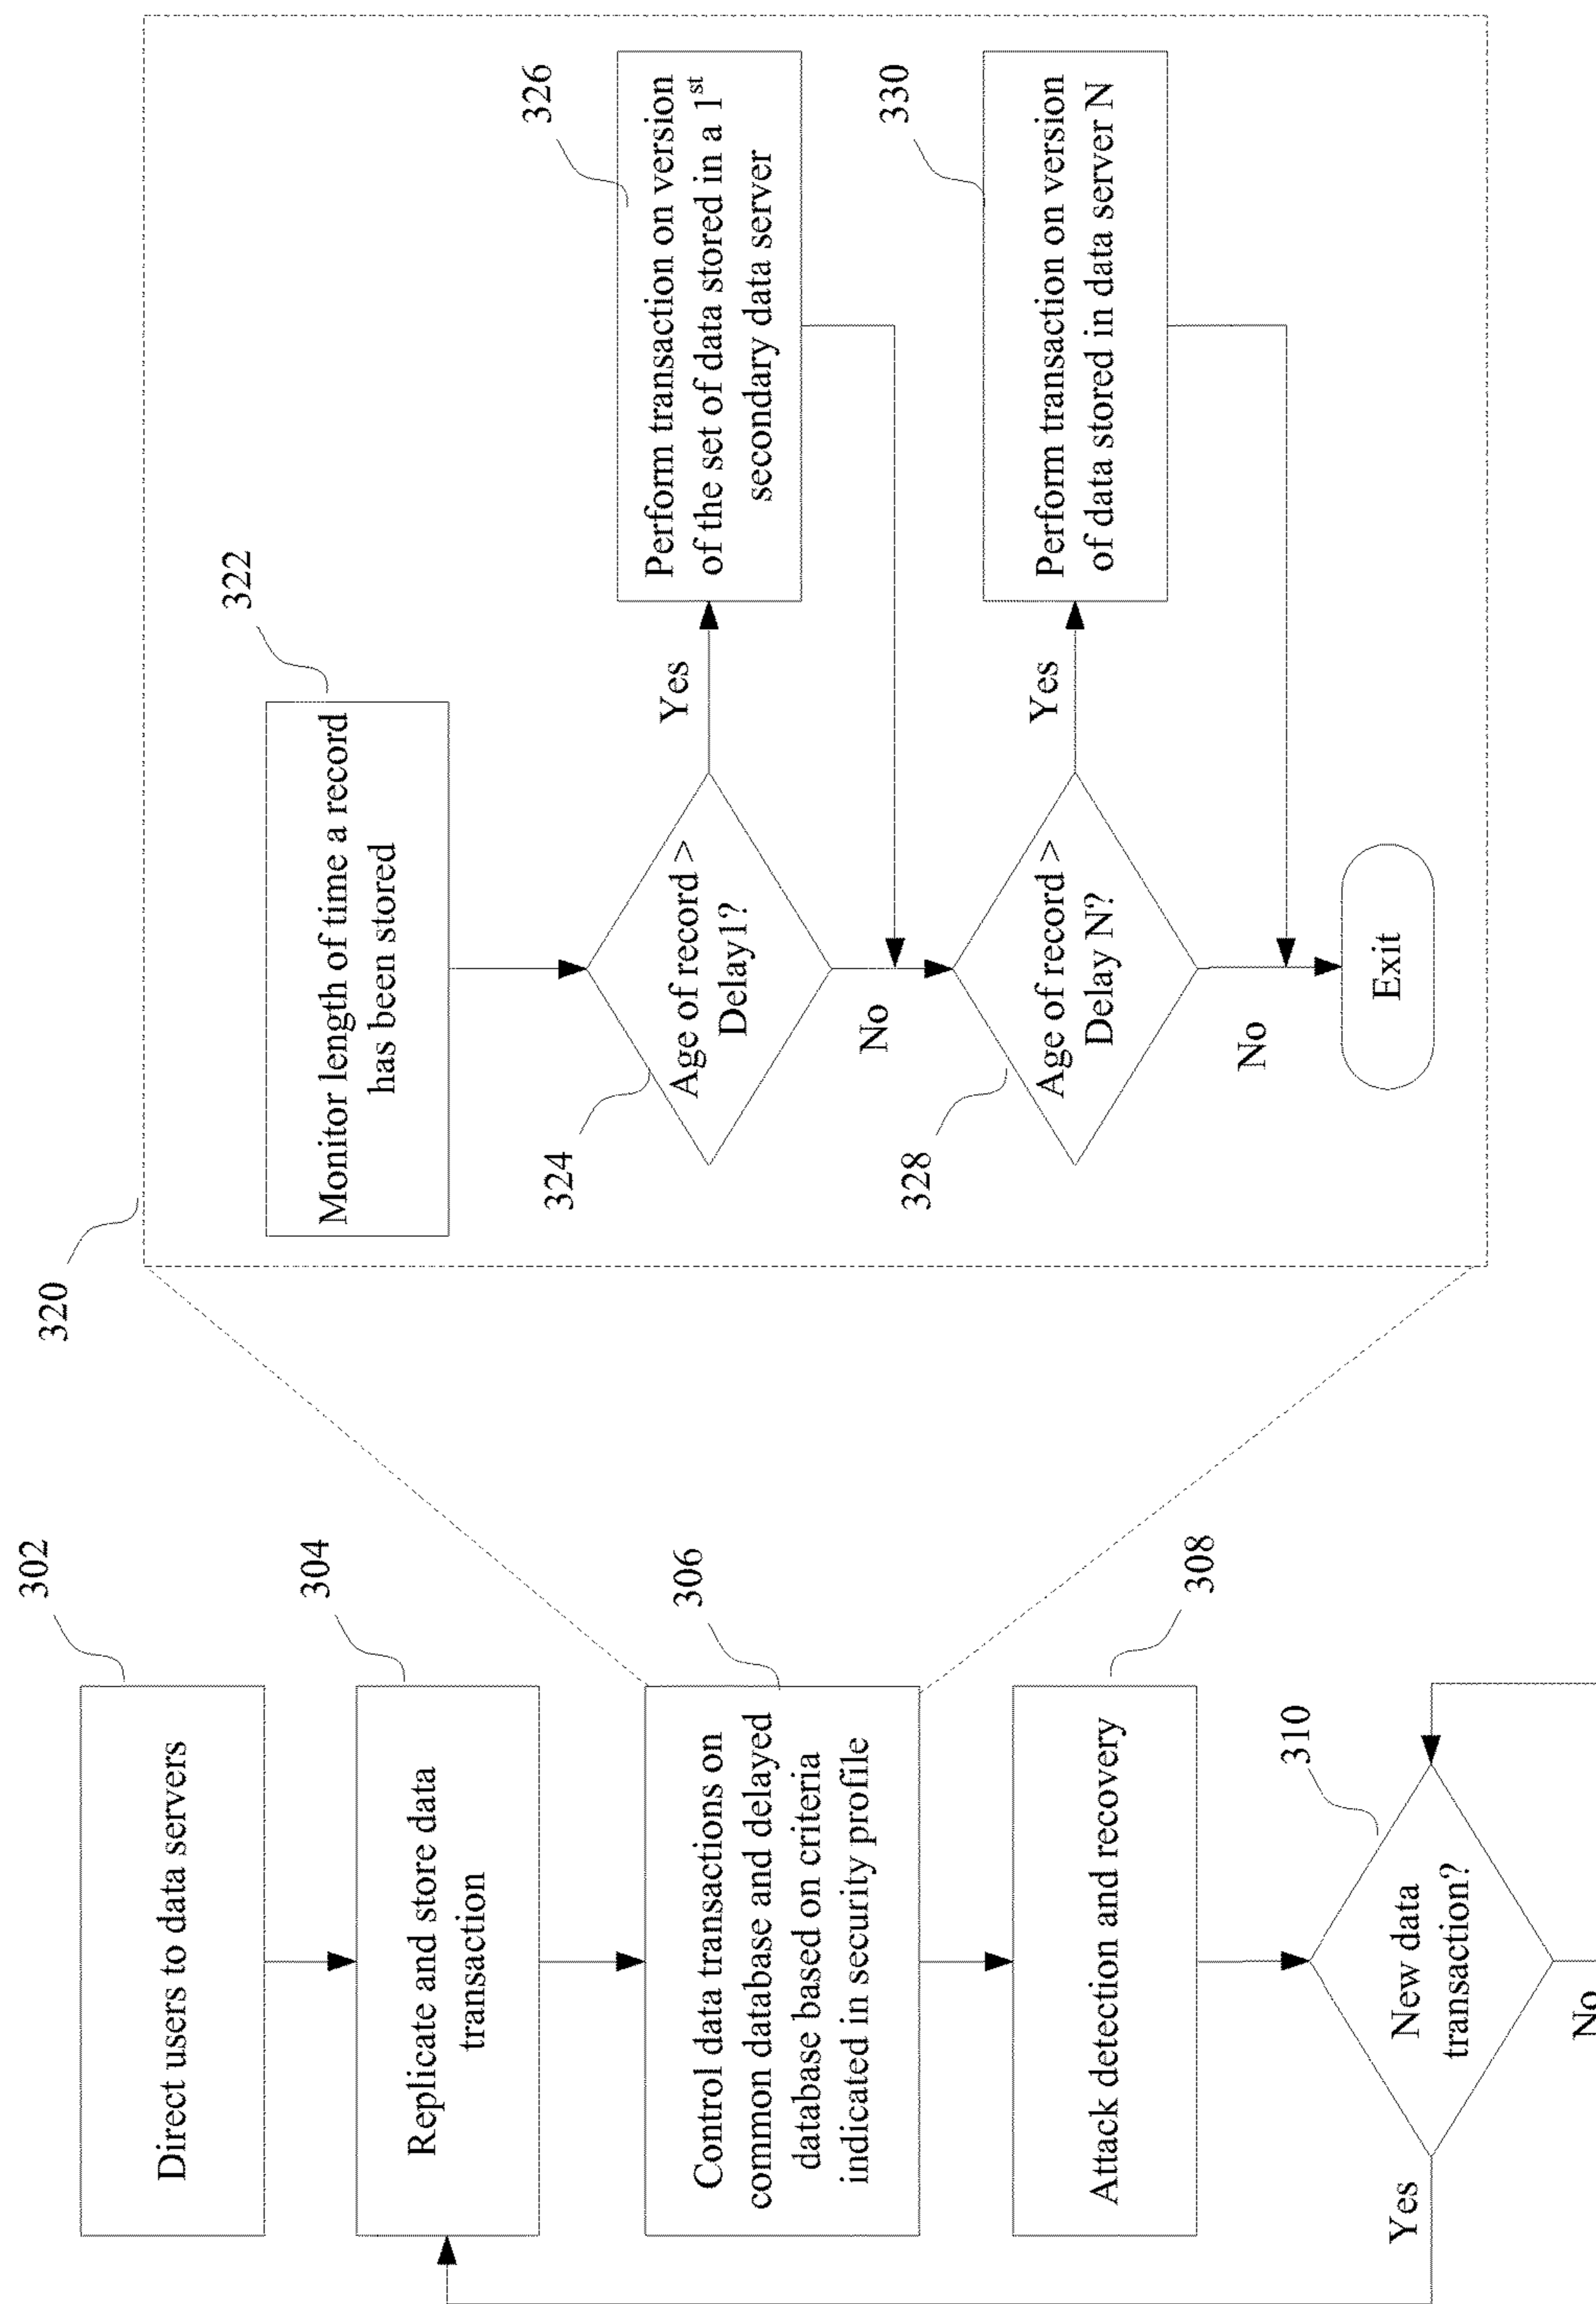 302
Direct users to data servers
304
Replicate and store data
transaction
306
Control data transactions on
common database and delayed
database based on criteria
indicated in security profile
308
Attack detection and recovery
310
New data
transaction?
Yes
No
320
322
Monitor length of time a record
has been stored
324
Age of record >
Delay1?
Yes
No
326
Perform transaction on version
of the set of data stored in a 1st
secondary data server
328
Age of record >
Delay N?
Yes
No
330
Perform transaction on version
of data stored in data server N
Exit